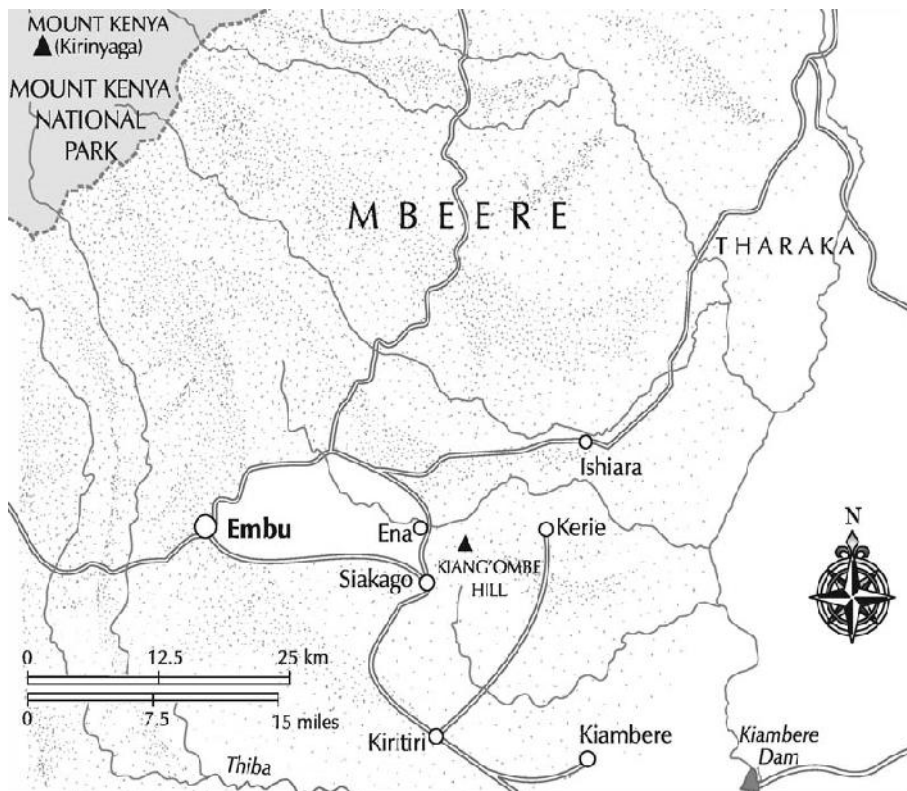 MOUNT KENYA
(Kirinyaga)
MOUNT KENYA
NATIONAL
PARK
MBEERE
THARAKA
Ishiara
Embu
Ena
Kerie
N
KIANG'OMBE
HILL
Siakago
0 12.5 25 km
0 7.5 15 miles
Kiritiri
Kiambere
Kiambere
Dam
Thiba